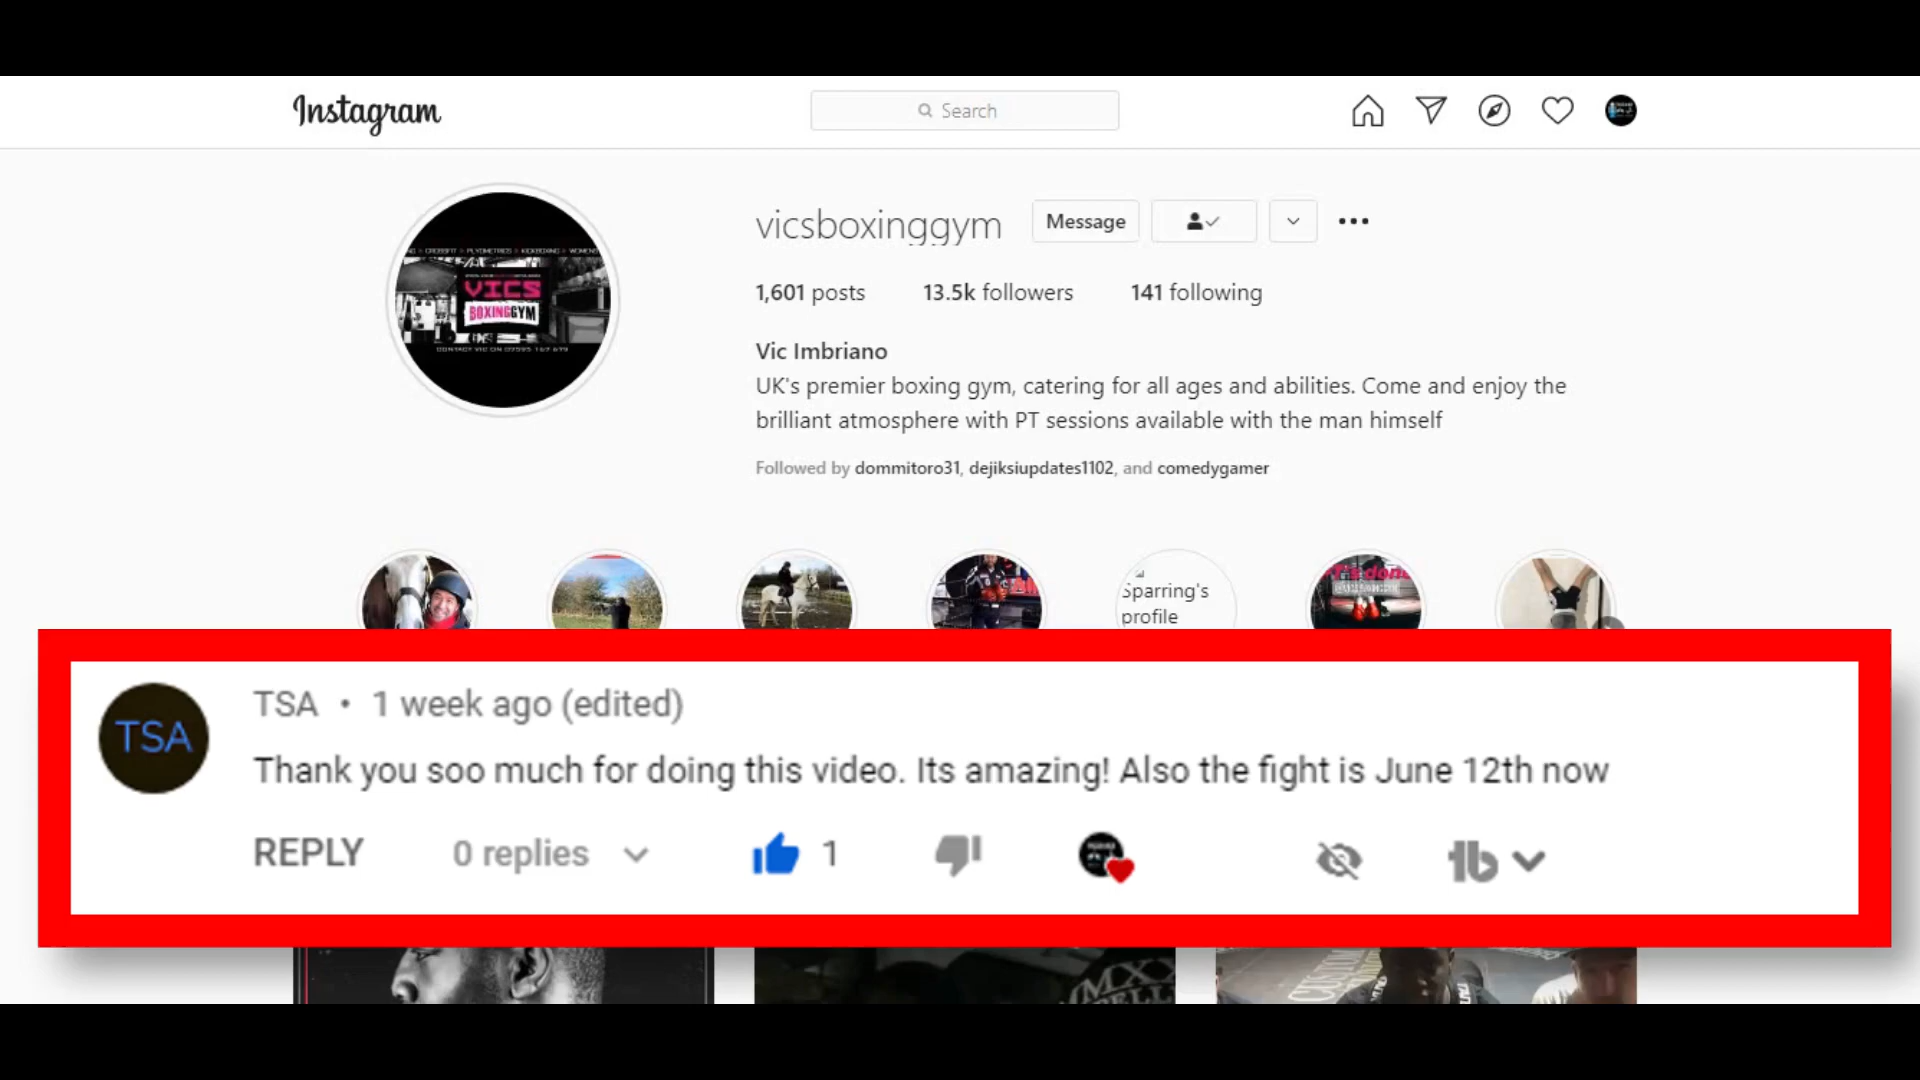 Instagram
Search
vicsboxinggym
Message
1,601 posts
13.5k followers
141 following
Vic Imbriano
UK's premier boxing gym, catering for all ages and abilities. Come and enjoy the
brilliant atmosphere with PT sessions available with the man himself
Followed by dommitoro31, dejiksiupdates1102, and comedygamer
VICS
BOXINGGYM
CONTACT VIC ON
Sparring's
profile
TSA
TSA • 1 week ago (edited)
Thank you soo much for doing this video. Its amazing! Also the fight is June 12th now
REPLY
0 replies
1